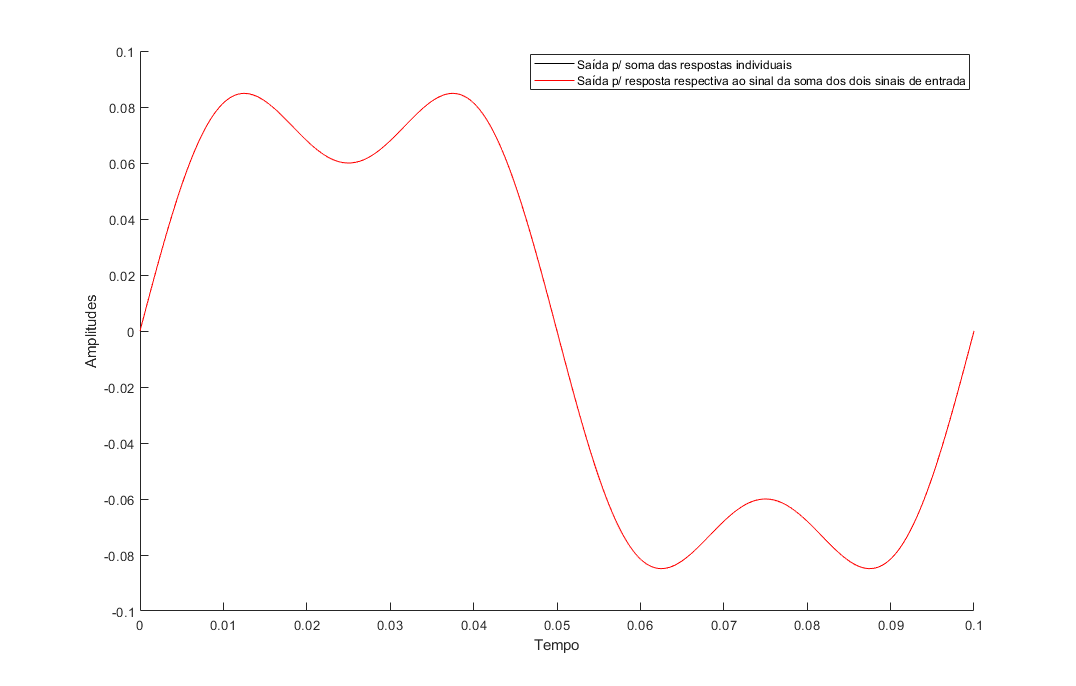 Saída p/ soma das respostas individuais
Saída p/ resposta respectiva ao sinal da soma dos dois sinais de entrada
0.1
0.08
0.06
0.04
0.02
0
-0.02
-0.04
-0.06
-0.08
-0.1
Amplitudes
0 0.01 0.02 0.03 0.04 0.05 0.06 0.07 0.08 0.09 0.1
Tempo